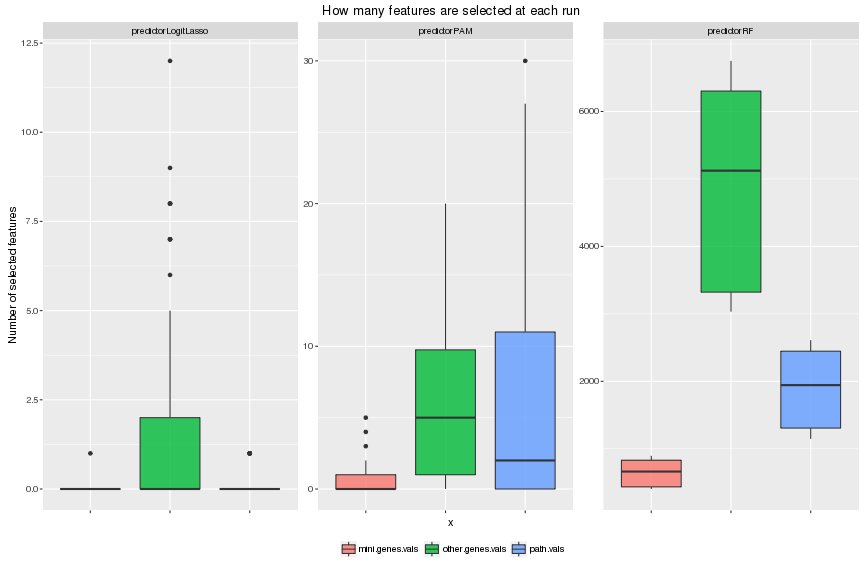 How many features are selected at each run
predictorLogitLasso
predictorPAM
predictorRF
Number of selected features
12.5
10.0
7.5
5.0
2.5
0.0
30
20
10
0
6000
4000
2000
x
mini.genes.vals
other.genes.vals
path.vals